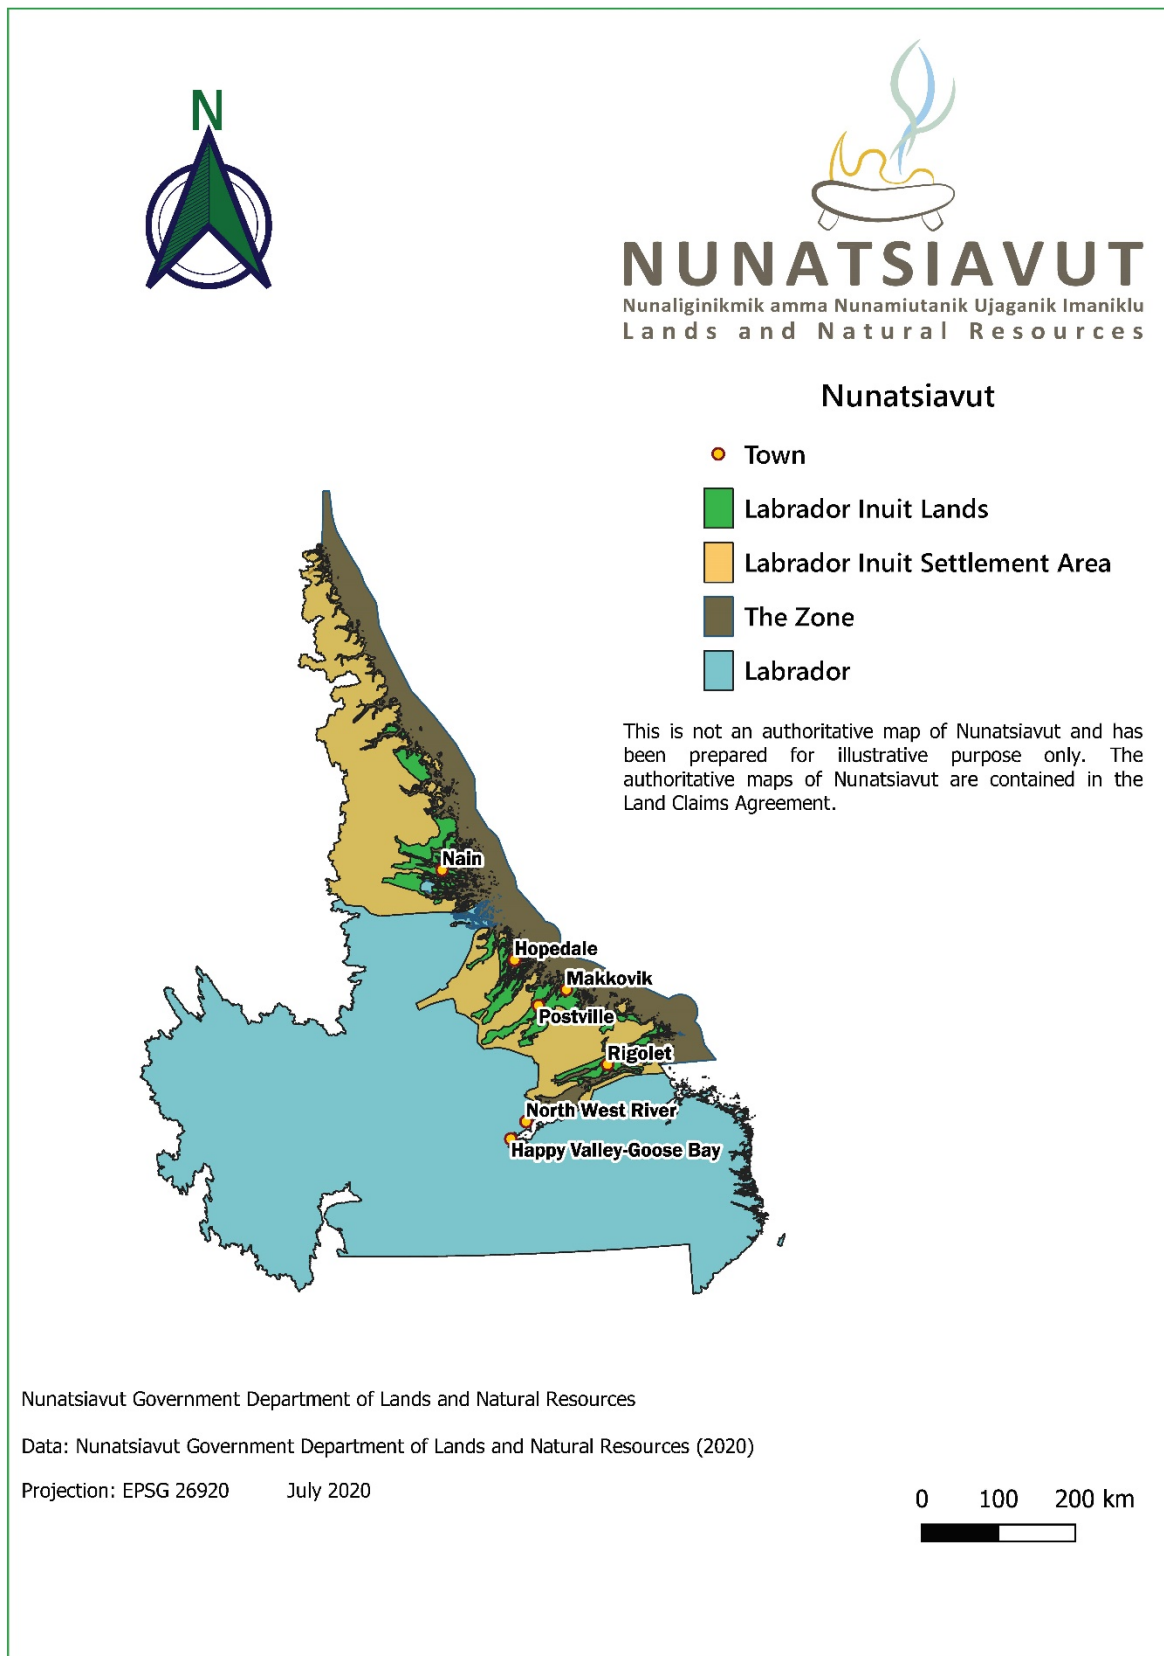 N
NUNATSIAVUT
Nunaliginikmik amma Nunamiutanik Ujaganik Imaniklu
Lands and Natural Resources
Nunatsiavut
Town
Labrador Inuit Lands
Labrador Inuit Settlement Area
The Zone
Labrador
This is not an authoritative map of Nunatsiavut and has
been prepared for illustrative purpose only. The
authoritative maps of Nunatsiavut are contained in the
Land Claims Agreement.
Nain
Hopedale
Makkovik
Postville
Rigolet
North West River
Happy Valley-Goose Bay
Nunatsiavut Government Department of Lands and Natural Resources
Data: Nunatsiavut Government Department of Lands and Natural Resources (2020)
Projection: EPSG 26920 July 2020
0 100 200 km